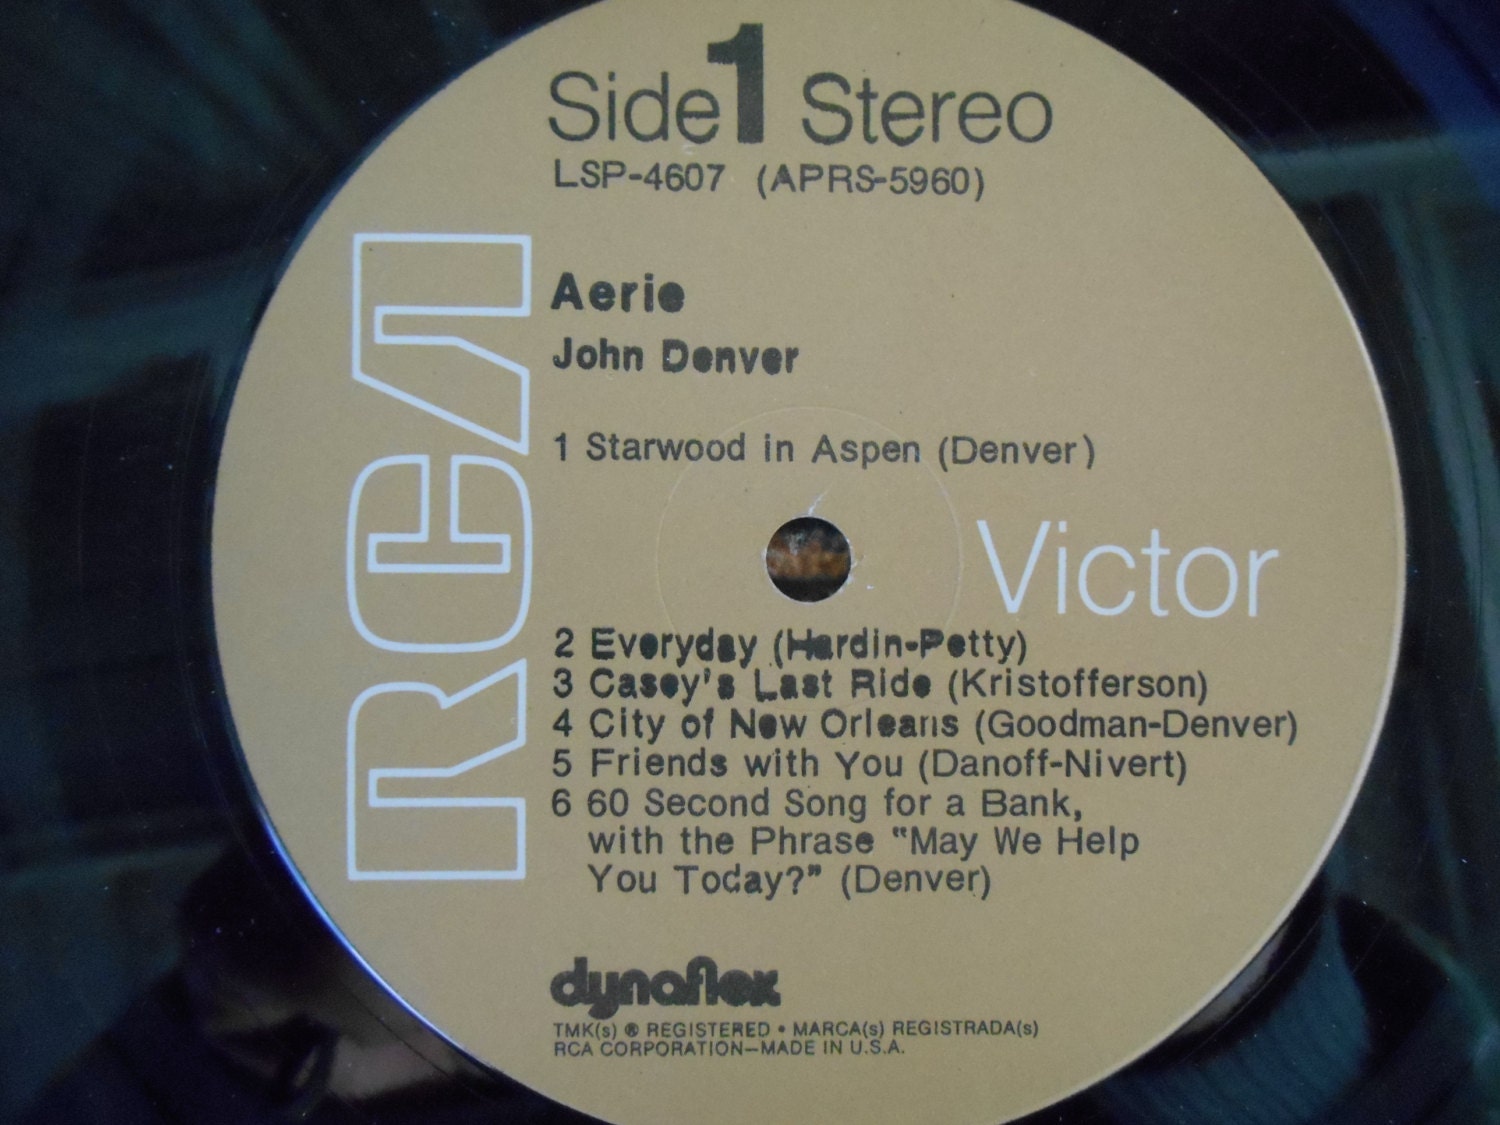 Side 1 Stereo
LSP-4607 (APRS-5960)
RCA
Aerie
John Denver
1 Starwood in Aspen (Denver)
Victor
2 Everyday (Hardin-Petty)
3 Casey's Last Ride (Kristofferson)
4 City of New Orleans (Goodman-Denver)
5 Friends with You (Danoff-Nivert)
6 60 Second Song for a Bank,
with the Phrase "May We Help
You Today?" (Denver)
dynaflex
TMK(s) ® REGISTERED • MARCA(s) REGISTRADA(s)
RCA CORPORATION—MADE IN U.S.A.